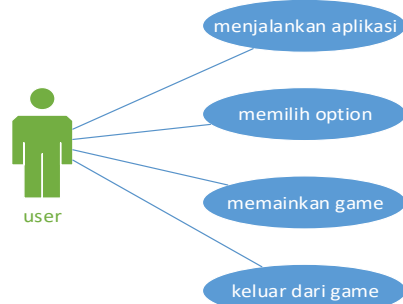 menjalankan aplikasi
memilih option
memainkan game
user
keluar dari game